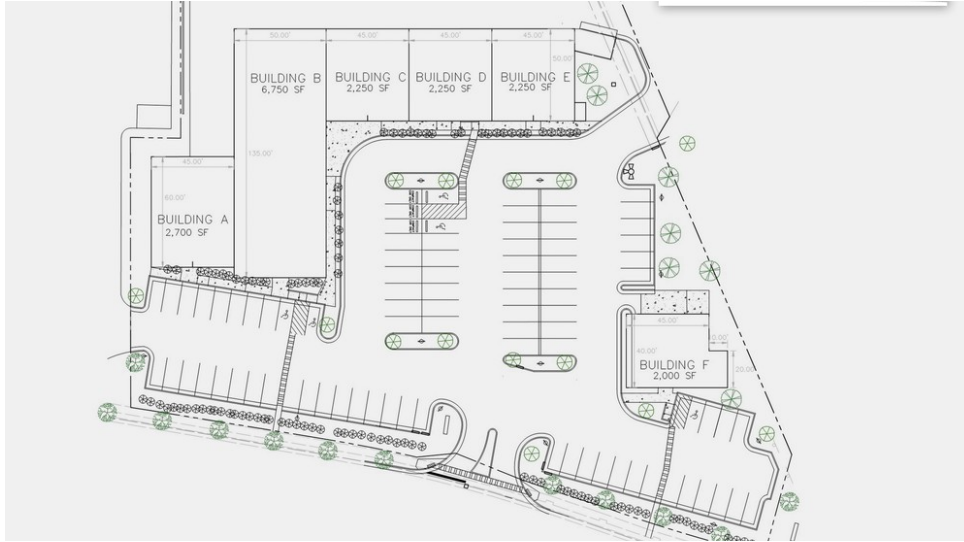 50.00'
45.00'
45.00'
45.00'
50.00'
BUILDING B
6,750 SF
BUILDING C
2,250 SF
BUILDING D
2,250 SF
BUILDING E
2,250 SF
135.00'
45.00'
60.00'
BUILDING A
2,700 SF
45.00'
40.00'
20.00'
BUILDING F
2,000 SF